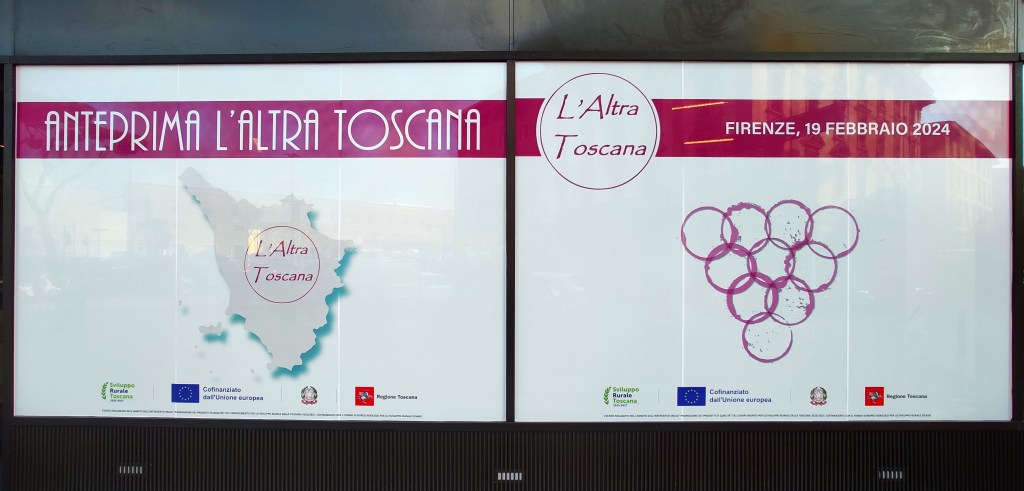 ANTEPRIMA L'ALTRA TOSCANA
L'Altra
Toscana
Sviluppo
Rurale
Toscana
Cofinanziato
dall'Unione europea
Regione Toscana
L'Altra
Toscana
FIRENZE, 19 FEBBRAIO 2024
Sviluppo
Rurale
Toscana
Cofinanziato
dall'Unione europea
Regione Toscana